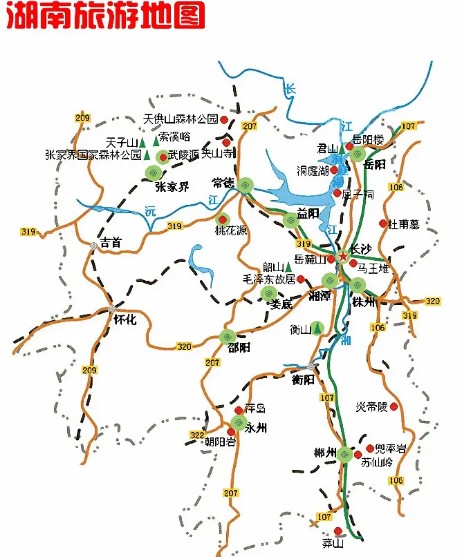 湖南旅游地图
长
江
209
天供山森林公园
207
107
天子山
索溪峪
君山
岳阳楼
张家界国家森林公园
武陵源
夹山寺
岳阳
洞庭湖
张家界
常德
屈子祠
106
沅
江
益阳
319
319
桃花源
杜甫墓
吉首
319
长沙
岳麓山
马王堆
韶山
毛泽东故居
娄底
湘潭
株州
320
怀化
319
106
衡山
320
邵阳
湘
207
209
衡阳
107
萍岛
炎帝陵
322
永州
朝阳岩
郴州
兜率岩
苏仙岭
106
207
107
莽山